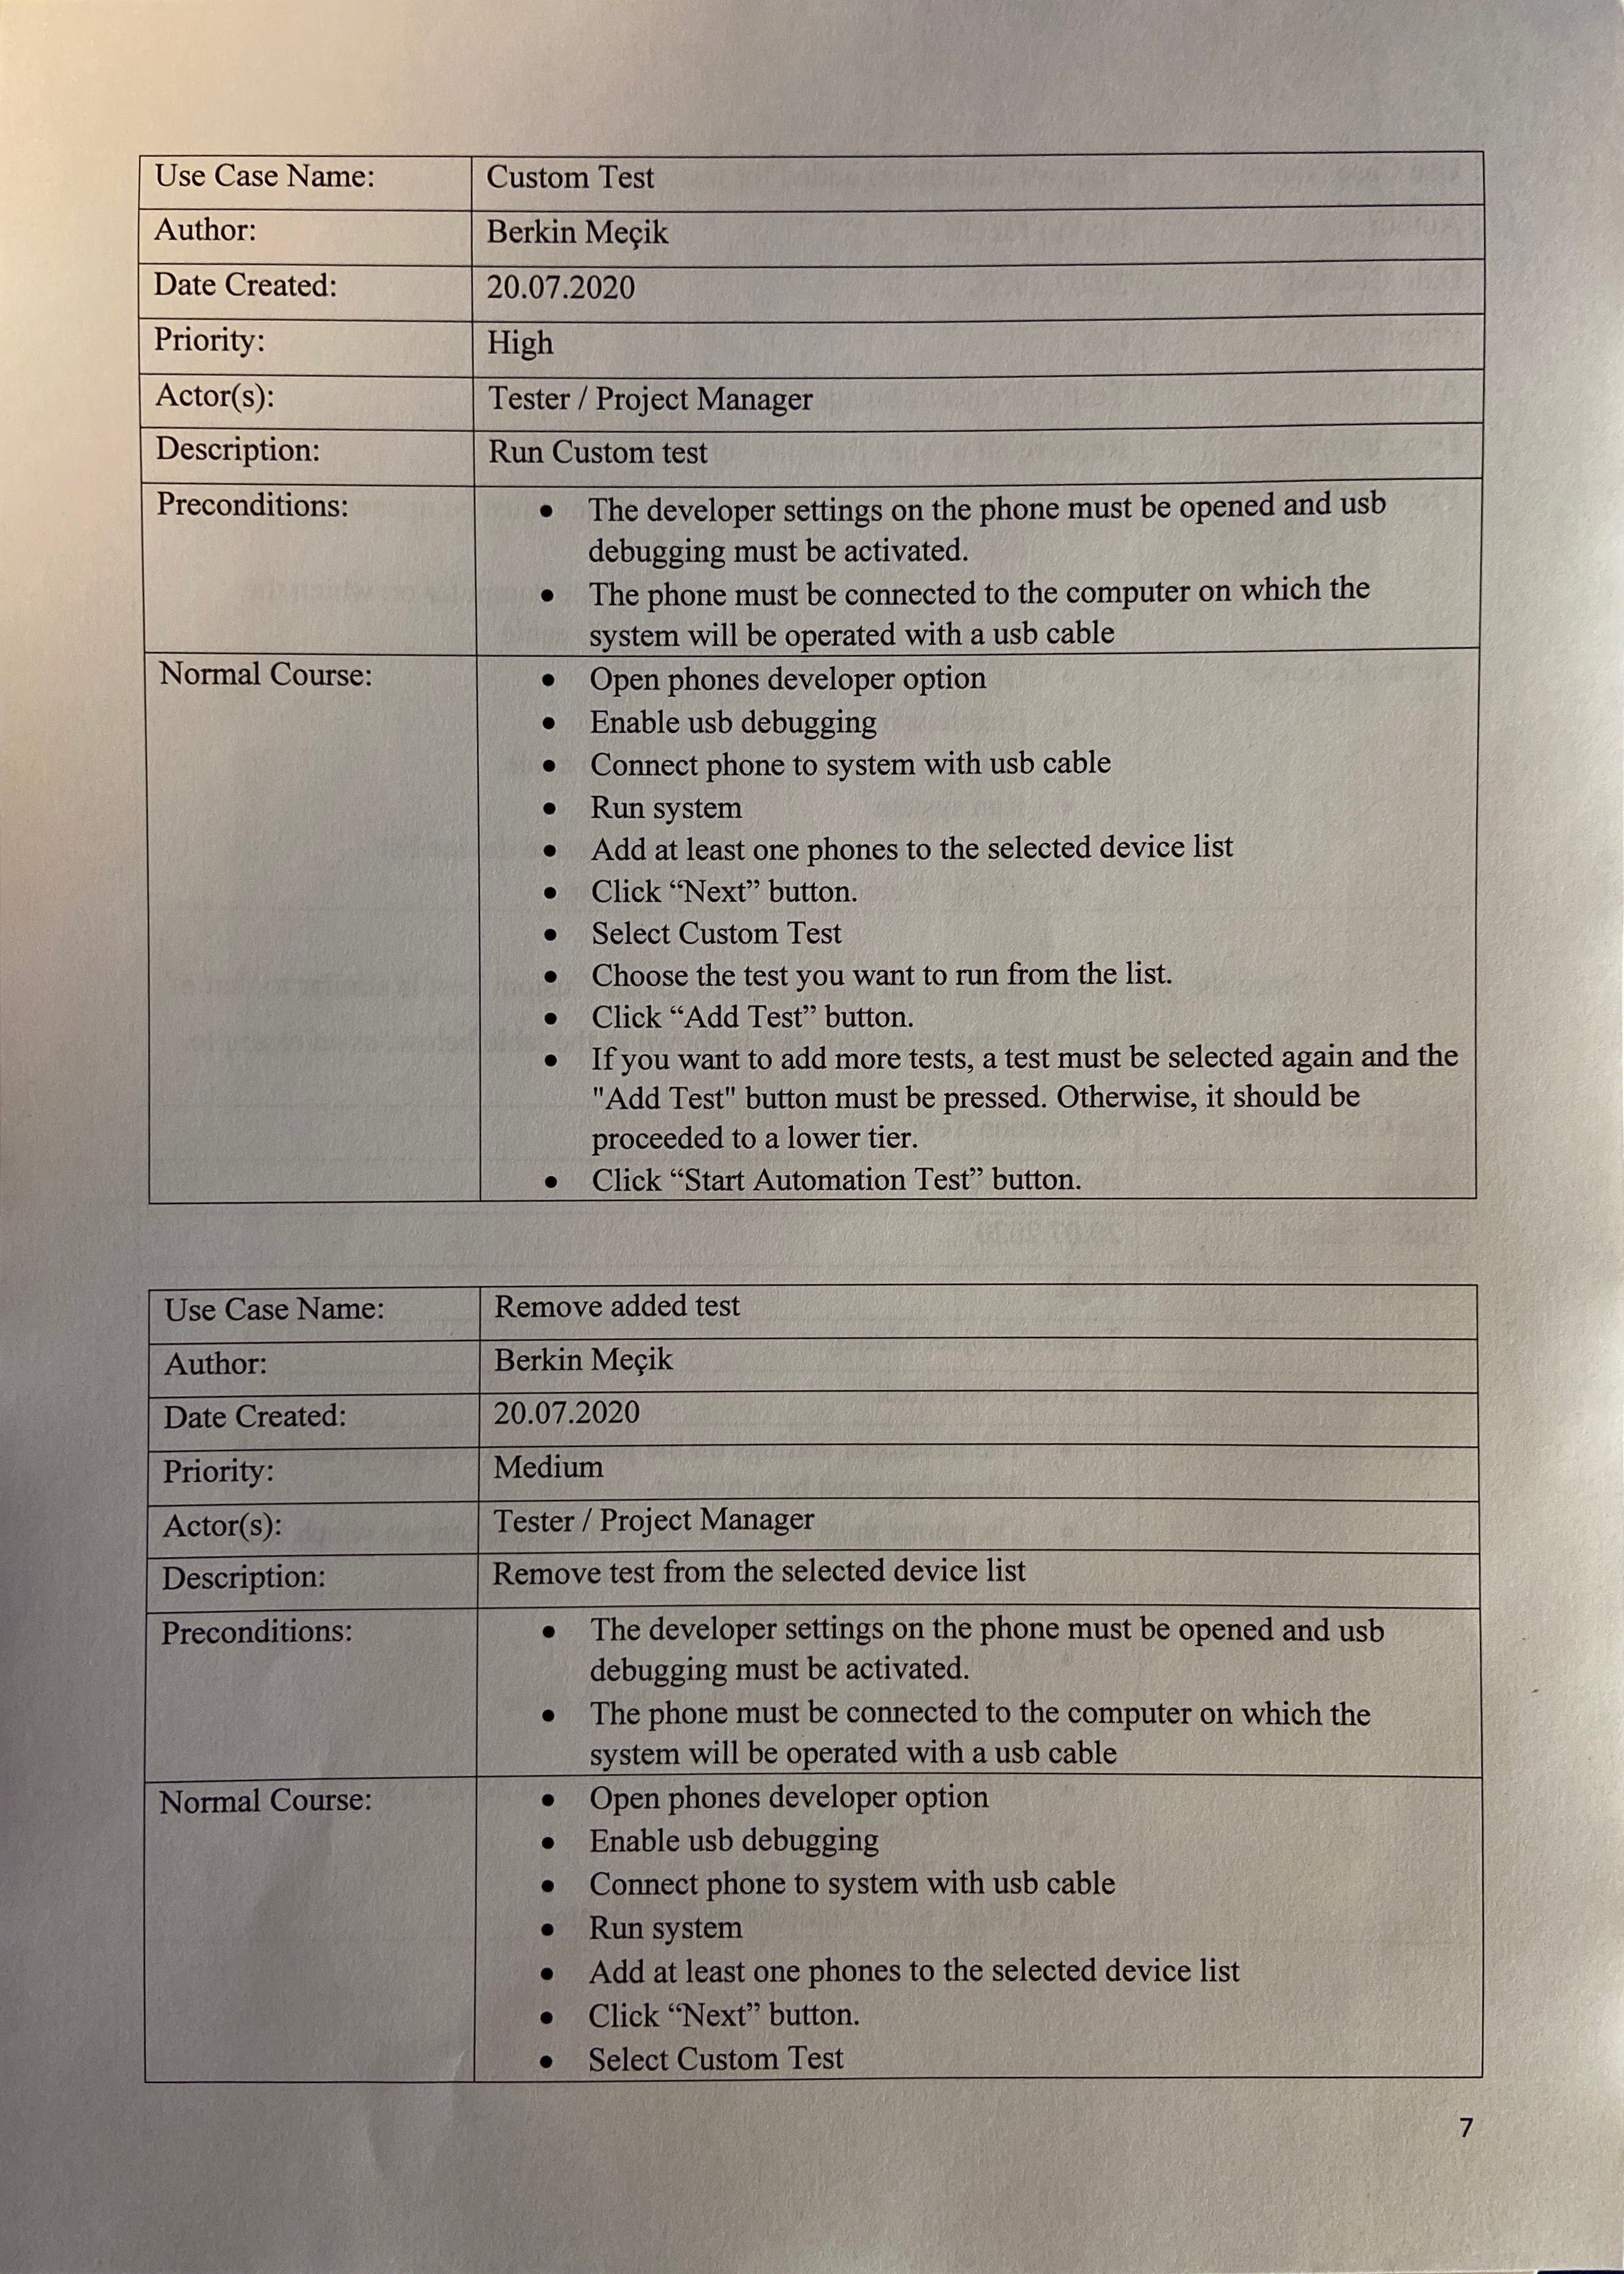 Use Case Name: Custom Test
Author: Berkin Meçik
Date Created: 20.07.2020
Priority: High
Actor(s): Tester / Project Manager
Description: Run Custom test
Preconditions:
• The developer settings on the phone must be opened and usb
debugging must be activated.
• The phone must be connected to the computer on which the
system will be operated with a usb cable
Normal Course:
• Open phones developer option
• Enable usb debugging
• Connect phone to system with usb cable
• Run system
• Add at least one phones to the selected device list
• Click “Next” button.
• Select Custom Test
• Choose the test you want to run from the list.
• Click “Add Test” button.
• If you want to add more tests, a test must be selected again and the
"Add Test" button must be pressed. Otherwise, it should be
proceeded to a lower tier.
• Click “Start Automation Test” button.
Use Case Name: Remove added test
Author: Berkin Meçik
Date Created: 20.07.2020
Priority: Medium
Actor(s): Tester / Project Manager
Description: Remove test from the selected device list
Preconditions:
• The developer settings on the phone must be opened and usb
debugging must be activated.
• The phone must be connected to the computer on which the
system will be operated with a usb cable
Normal Course:
• Open phones developer option
• Enable usb debugging
• Connect phone to system with usb cable
• Run system
• Add at least one phones to the selected device list
• Click “Next” button.
• Select Custom Test
7